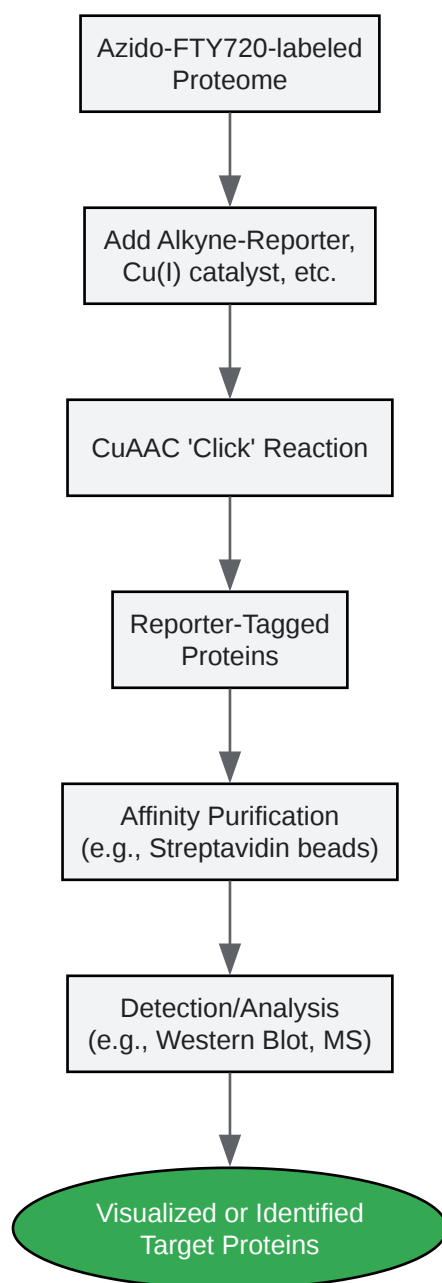 Azido-FTY720-labeled
Proteome
Add Alkyne-Reporter,
Cu(I) catalyst, etc.
CuAAC 'Click' Reaction
Reporter-Tagged
Proteins
Affinity Purification
(e.g., Streptavidin beads)
Detection/Analysis
(e.g., Western Blot, MS)
Visualized or Identified
Target Proteins